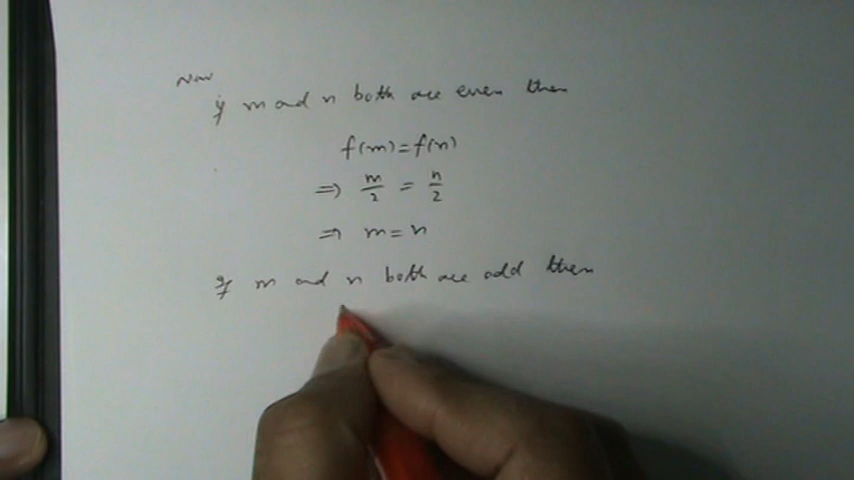 Now
if m and n both are even then
f(m) = f(n)
⇒ m/2 = n/2
⇒ m = n
If m and n both are odd then